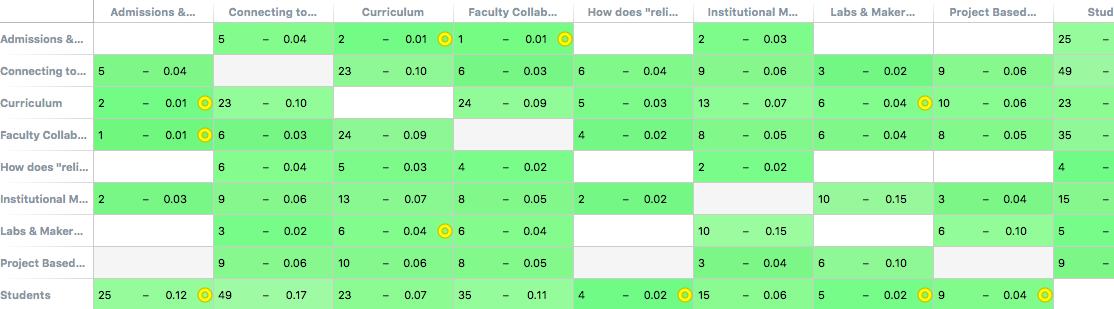 Admissions &... Connecting to... Curriculum Faculty Collab... How does "reli... Institutional M... Labs & Maker... Project Based... Stud
Admissions &... 5 – 0.04 2 – 0.01 1 – 0.01 2 – 0.03 25 –
Connecting to... 5 – 0.04 23 – 0.10 6 – 0.03 6 – 0.04 9 – 0.06 3 – 0.02 9 – 0.06 49 –
Curriculum 2 – 0.01 23 – 0.10 24 – 0.09 5 – 0.03 13 – 0.07 6 – 0.04 10 – 0.06 23 –
Faculty Collab... 1 – 0.01 6 – 0.03 24 – 0.09 4 – 0.02 8 – 0.05 6 – 0.04 8 – 0.05 35 –
How does "reli... 6 – 0.04 5 – 0.03 4 – 0.02 2 – 0.02 4 –
Institutional M... 2 – 0.03 9 – 0.06 13 – 0.07 8 – 0.05 2 – 0.02 10 – 0.15 3 – 0.04 15 –
Labs & Maker... 3 – 0.02 6 – 0.04 6 – 0.04 10 – 0.15 6 – 0.10 5 –
Project Based... 9 – 0.06 10 – 0.06 8 – 0.05 3 – 0.04 6 – 0.10 9 –
Students 25 – 0.12 49 – 0.17 23 – 0.07 35 – 0.11 4 – 0.02 15 – 0.06 5 – 0.02 9 – 0.04